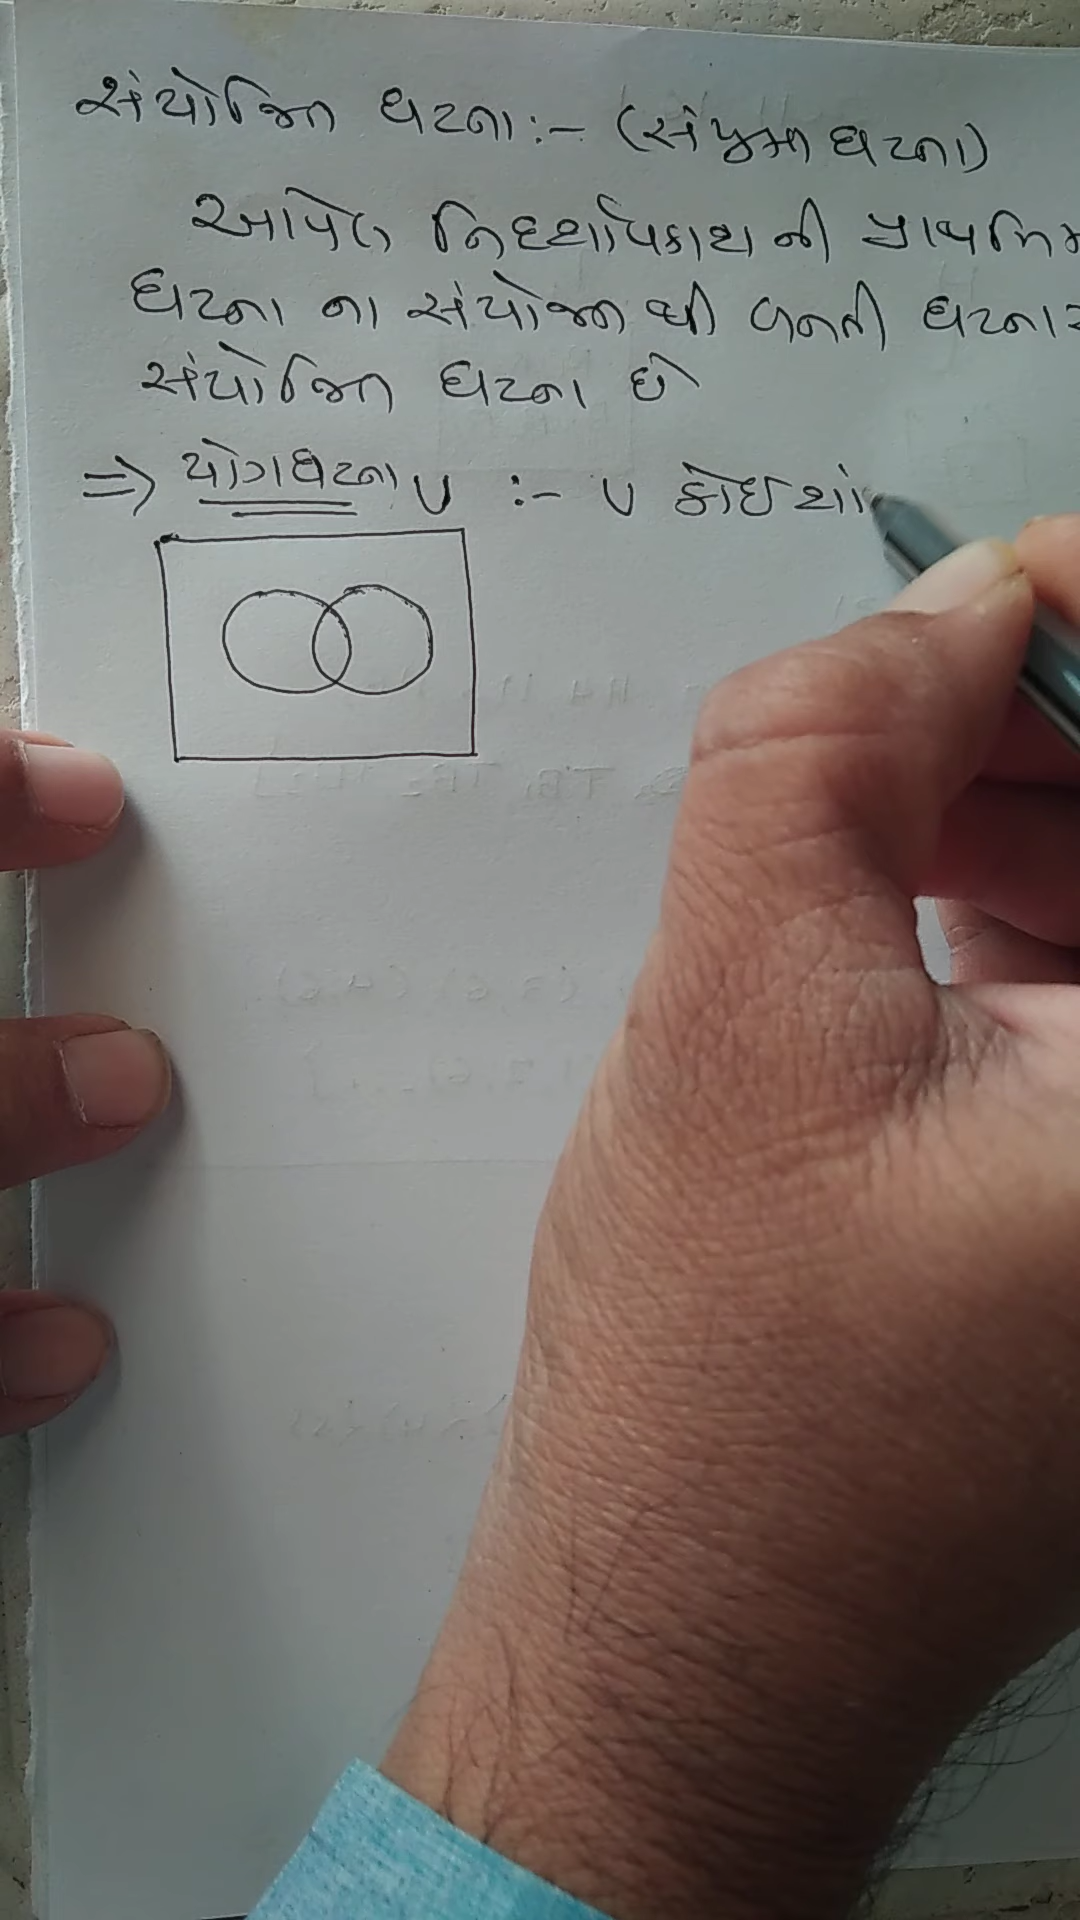 સંયોજિત ઘટના :- (સંયુક્ત ઘટના)
આપેલ નિદર્શાવકાશ ની પ્રાથમિ
ઘટના ના સંયોજન થી બનતી ઘટના
સંયોજિત ઘટના છે
⇒ યોગઘટના ∪ :- ∪ કોઈ